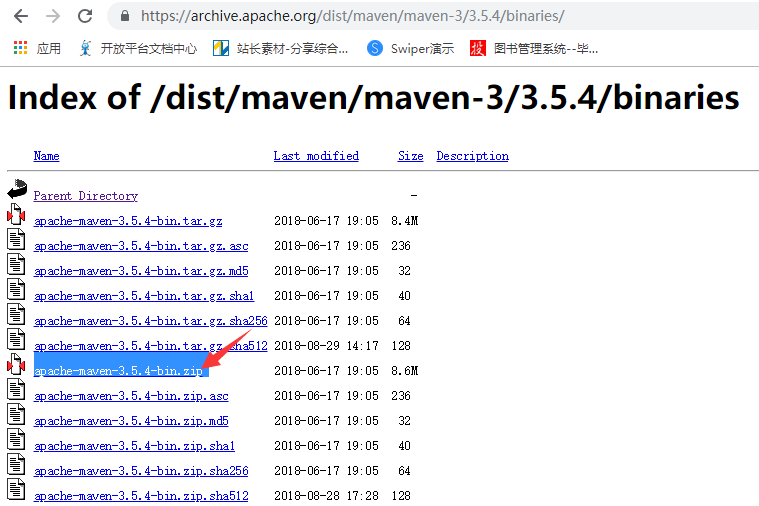 https://archive.apache.org/dist/maven/maven-3/3.5.4/binaries/
应用 开放平台文档中心 站长素材-分享综合... S Swiper演示 投 图书管理系统--毕...
Index of /dist/maven/maven-3/3.5.4/binaries
Name Last modified Size Description
Parent Directory -
apache-maven-3.5.4-bin.tar.gz 2018-06-17 19:05 8.4M
apache-maven-3.5.4-bin.tar.gz.asc 2018-06-17 19:05 236
apache-maven-3.5.4-bin.tar.gz.md5 2018-06-17 19:05 32
apache-maven-3.5.4-bin.tar.gz.sha1 2018-06-17 19:05 40
apache-maven-3.5.4-bin.tar.gz.sha256 2018-06-17 19:05 64
apache-maven-3.5.4-bin.tar.gz.sha512 2018-08-29 14:17 128
apache-maven-3.5.4-bin.zip 2018-06-17 19:05 8.6M
apache-maven-3.5.4-bin.zip.asc 2018-06-17 19:05 236
apache-maven-3.5.4-bin.zip.md5 2018-06-17 19:05 32
apache-maven-3.5.4-bin.zip.sha1 2018-06-17 19:05 40
apache-maven-3.5.4-bin.zip.sha256 2018-06-17 19:05 64
apache-maven-3.5.4-bin.zip.sha512 2018-08-28 17:28 128